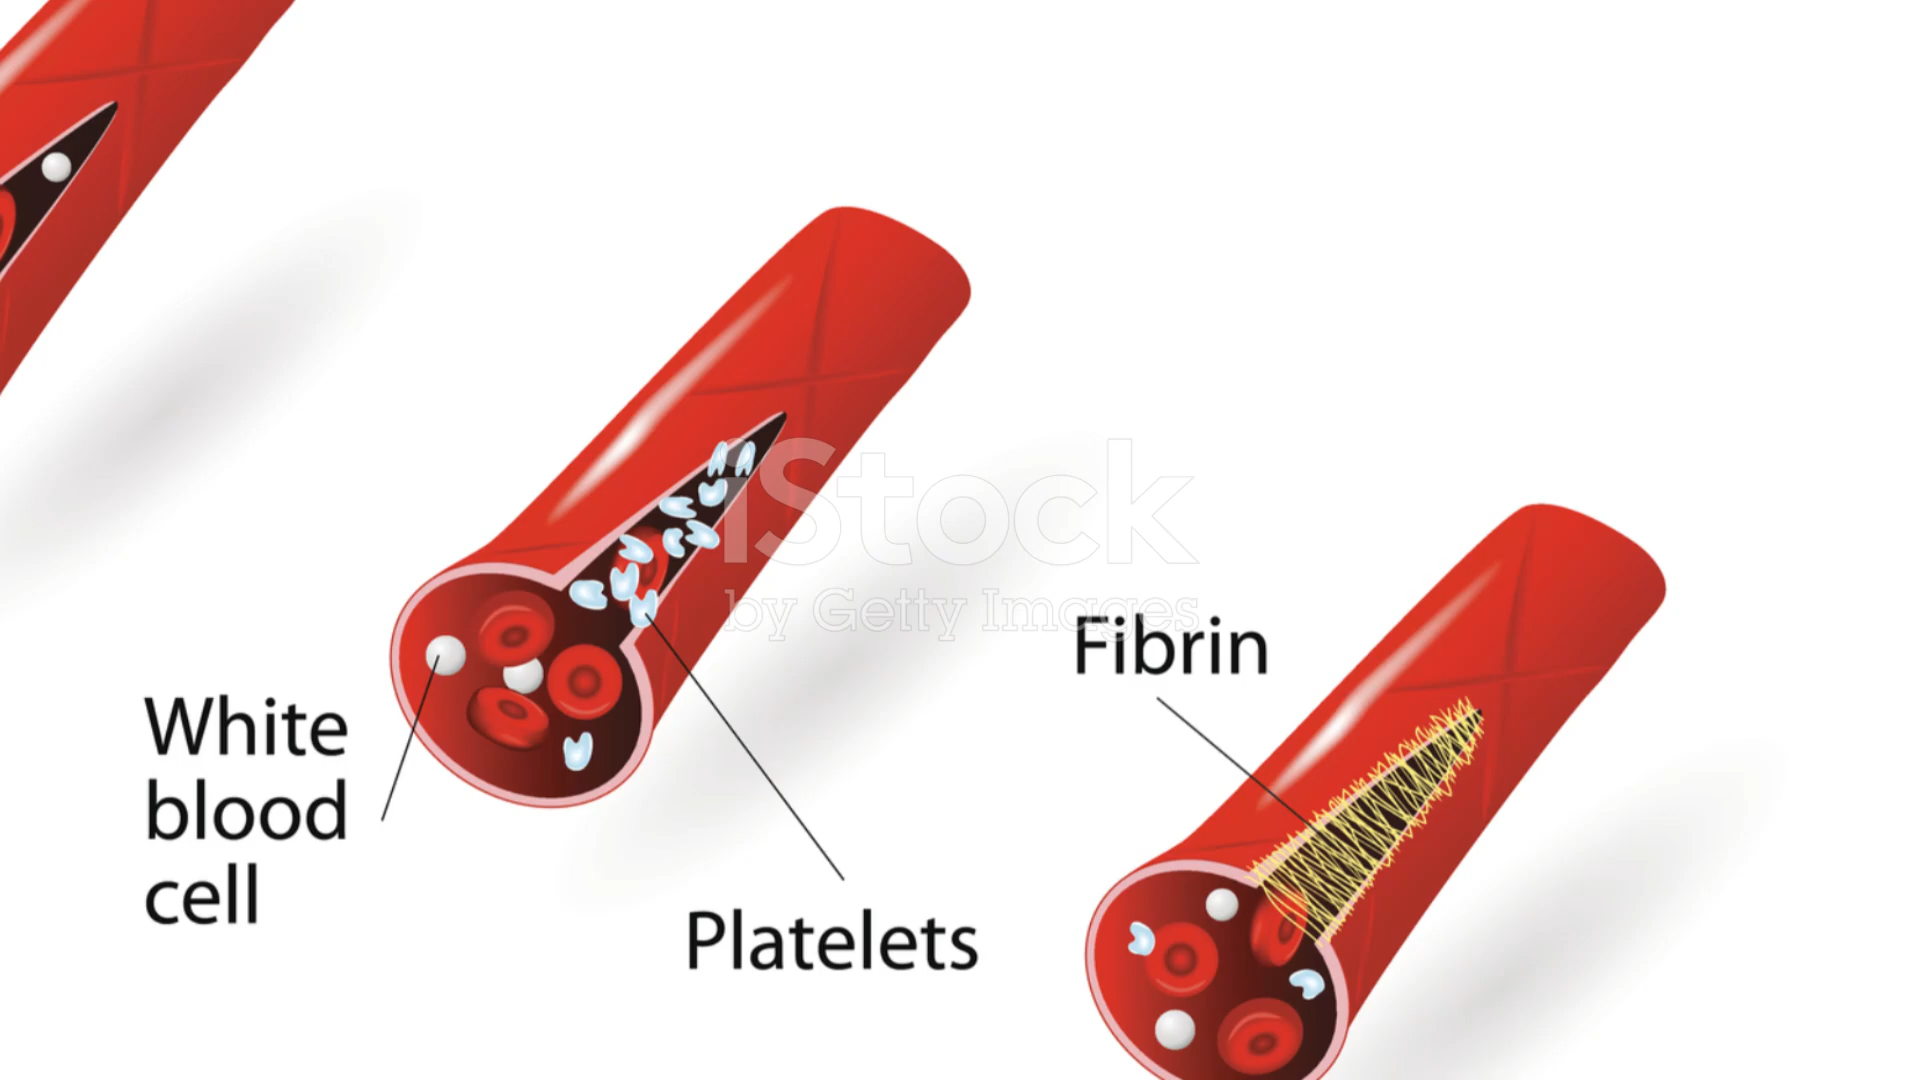 iStock
by Getty Images
Fibrin
White
blood
cell
Platelets